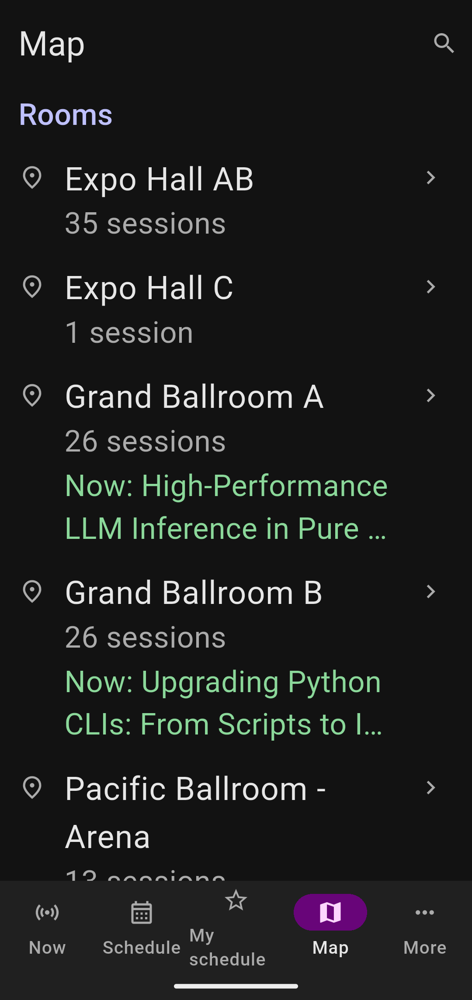 Map
Rooms
Expo Hall AB
35 sessions
Expo Hall C
1 session
Grand Ballroom A
26 sessions
Now: High-Performance
LLM Inference in Pure ...
Grand Ballroom B
26 sessions
Now: Upgrading Python
CLIs: From Scripts to I...
Pacific Ballroom -
Arena
13 sessions
Now
Schedule
My
schedule
Map
More